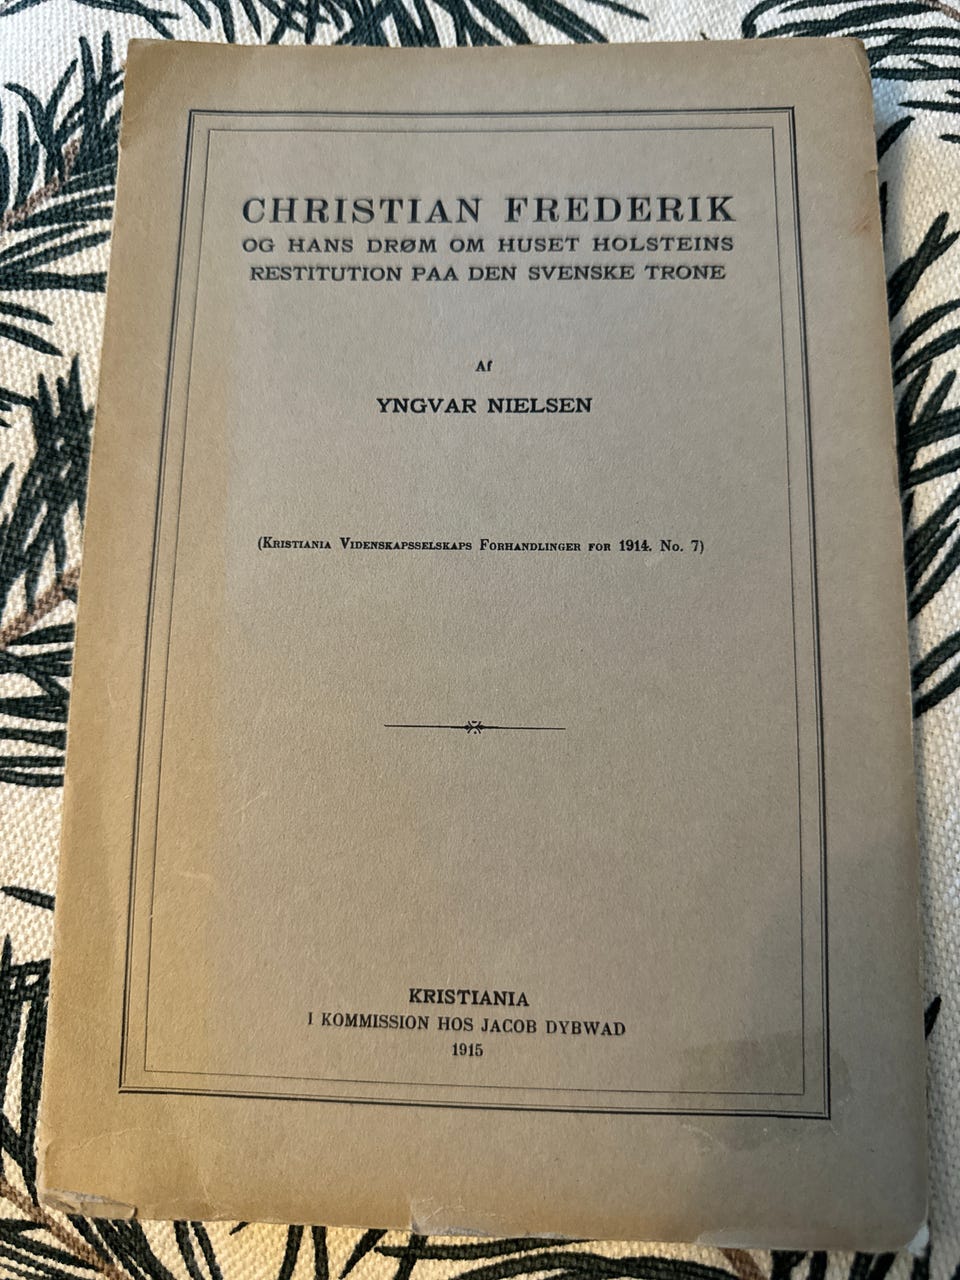 CHRISTIAN FREDERIK
OG HANS DRØM OM HUSET HOLSTEINS
RESTITUTION PAA DEN SVENSKE TRONE
Af
YNGVAR NIELSEN
(Kristiania Videnskapsselskaps Forhandlinger for 1914. No. 7)
KRISTIANIA
I KOMMISSION HOS JACOB DYBWAD
1915